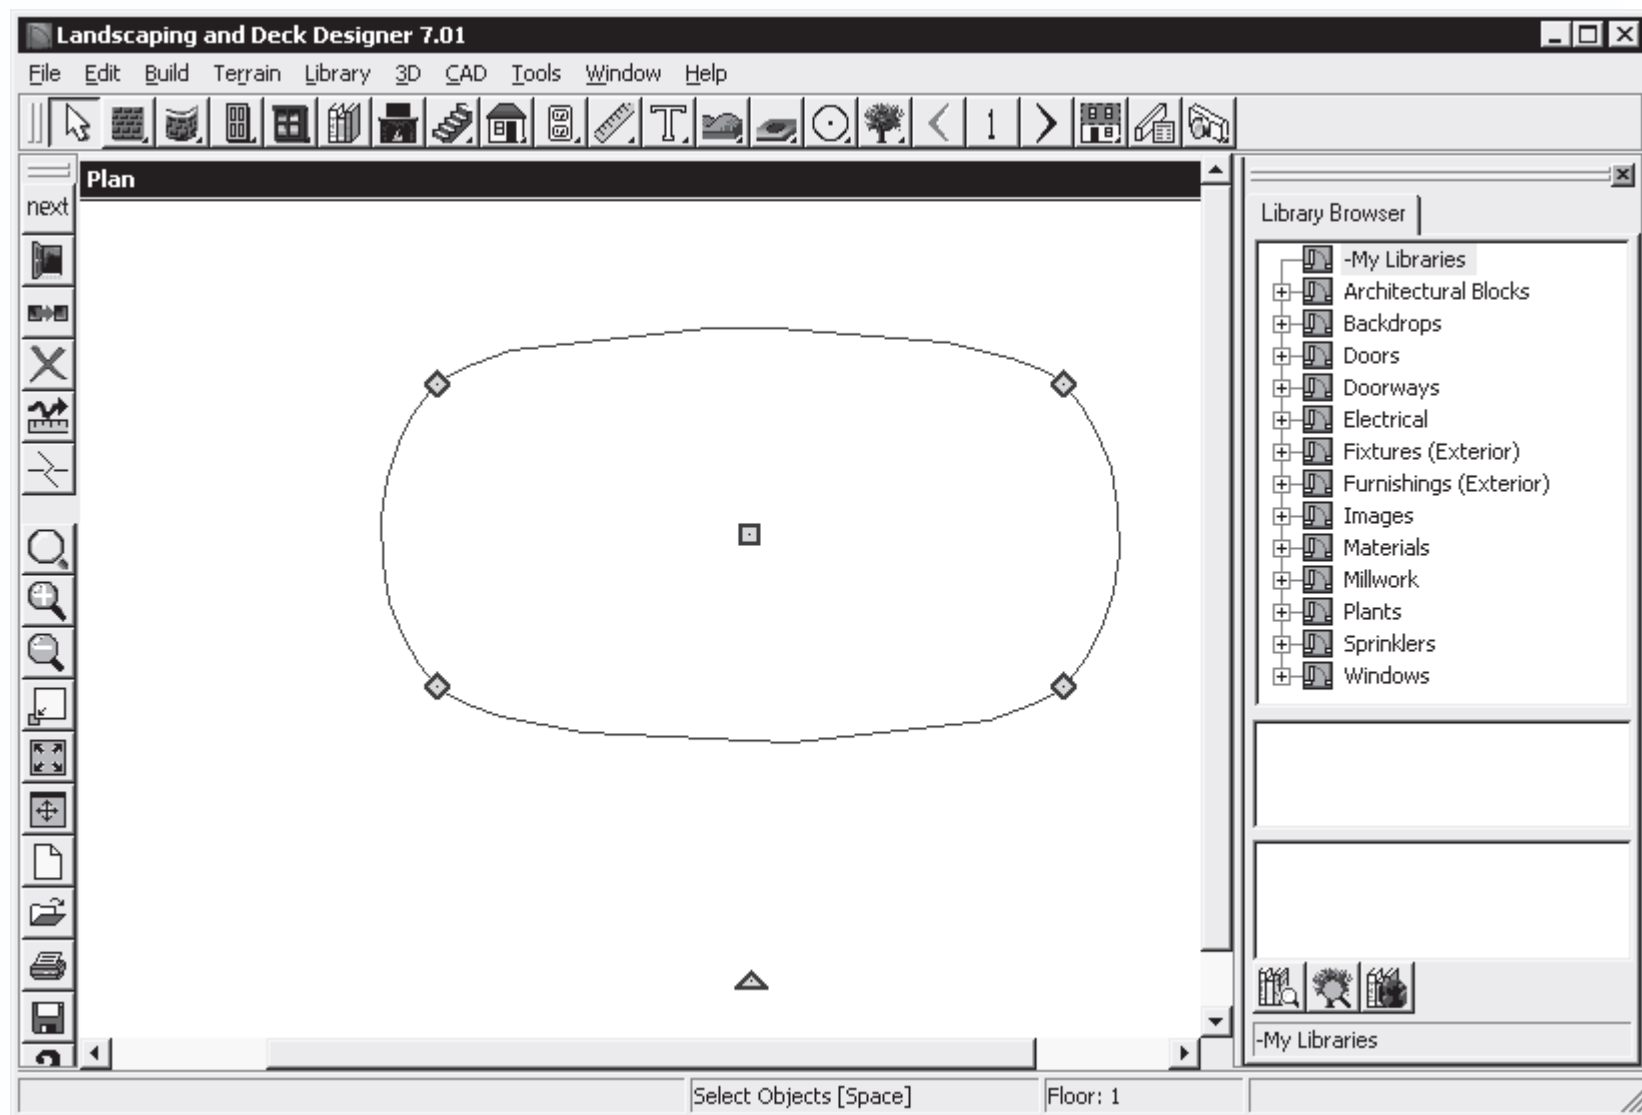 Landscaping and Deck Designer 7.01
File Edit Build Terrain Library 3D CAD Tools Window Help
T 1
Plan
next
Library Browser
-My Libraries
Architectural Blocks
Backdrops
Doors
Doorways
Electrical
Fixtures (Exterior)
Furnishings (Exterior)
Images
Materials
Millwork
Plants
Sprinklers
Windows
-My Libraries
Select Objects [Space] Floor: 1